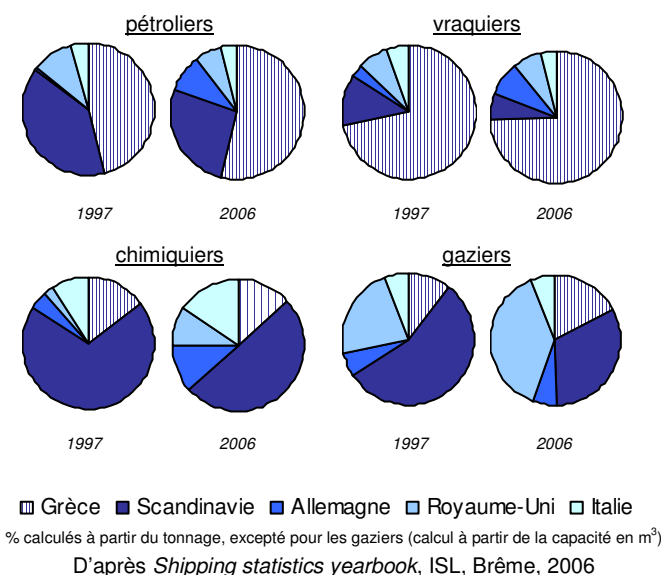 pétroliers
vraquiers
1997
2006
1997
2006
chimiquiers
gaziers
1997
2006
1997
2006
Grèce Scandinavie Allemagne Royaume-Uni Italie
% calculés à partir du tonnage, excepté pour les gaziers (calcul à partir de la capacité en m³)
D'après Shipping statistics yearbook, ISL, Brême, 2006